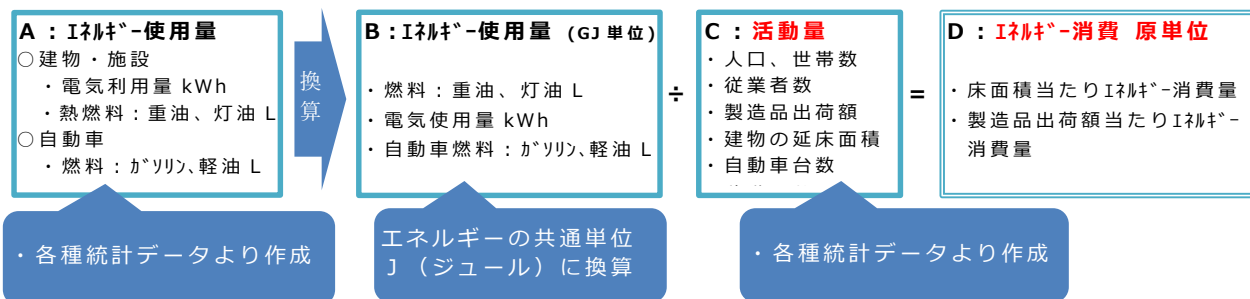 A：ｴﾈﾙｷﾞｰ使用量
○建物・施設
・電気利用量 kWh
・熱燃料：重油、灯油 L
○自動車
・燃料：ｶﾞｿﾘﾝ、軽油 L
換算
B：ｴﾈﾙｷﾞｰ使用量 (GJ 単位)
・燃料：重油、灯油 L
・電気使用量 kWh
・自動車燃料：ｶﾞｿﾘﾝ、軽油 L
÷
C：活動量
・人口、世帯数
・従業者数
・製造品出荷額
・建物の延床面積
・自動車台数
=
D：ｴﾈﾙｷﾞｰ消費 原単位
・床面積当たりｴﾈﾙｷﾞｰ消費量
・製造品出荷額当たりｴﾈﾙｷﾞｰ
消費量
・各種統計データより作成
エネルギーの共通単位
J（ジュール）に換算
・各種統計データより作成